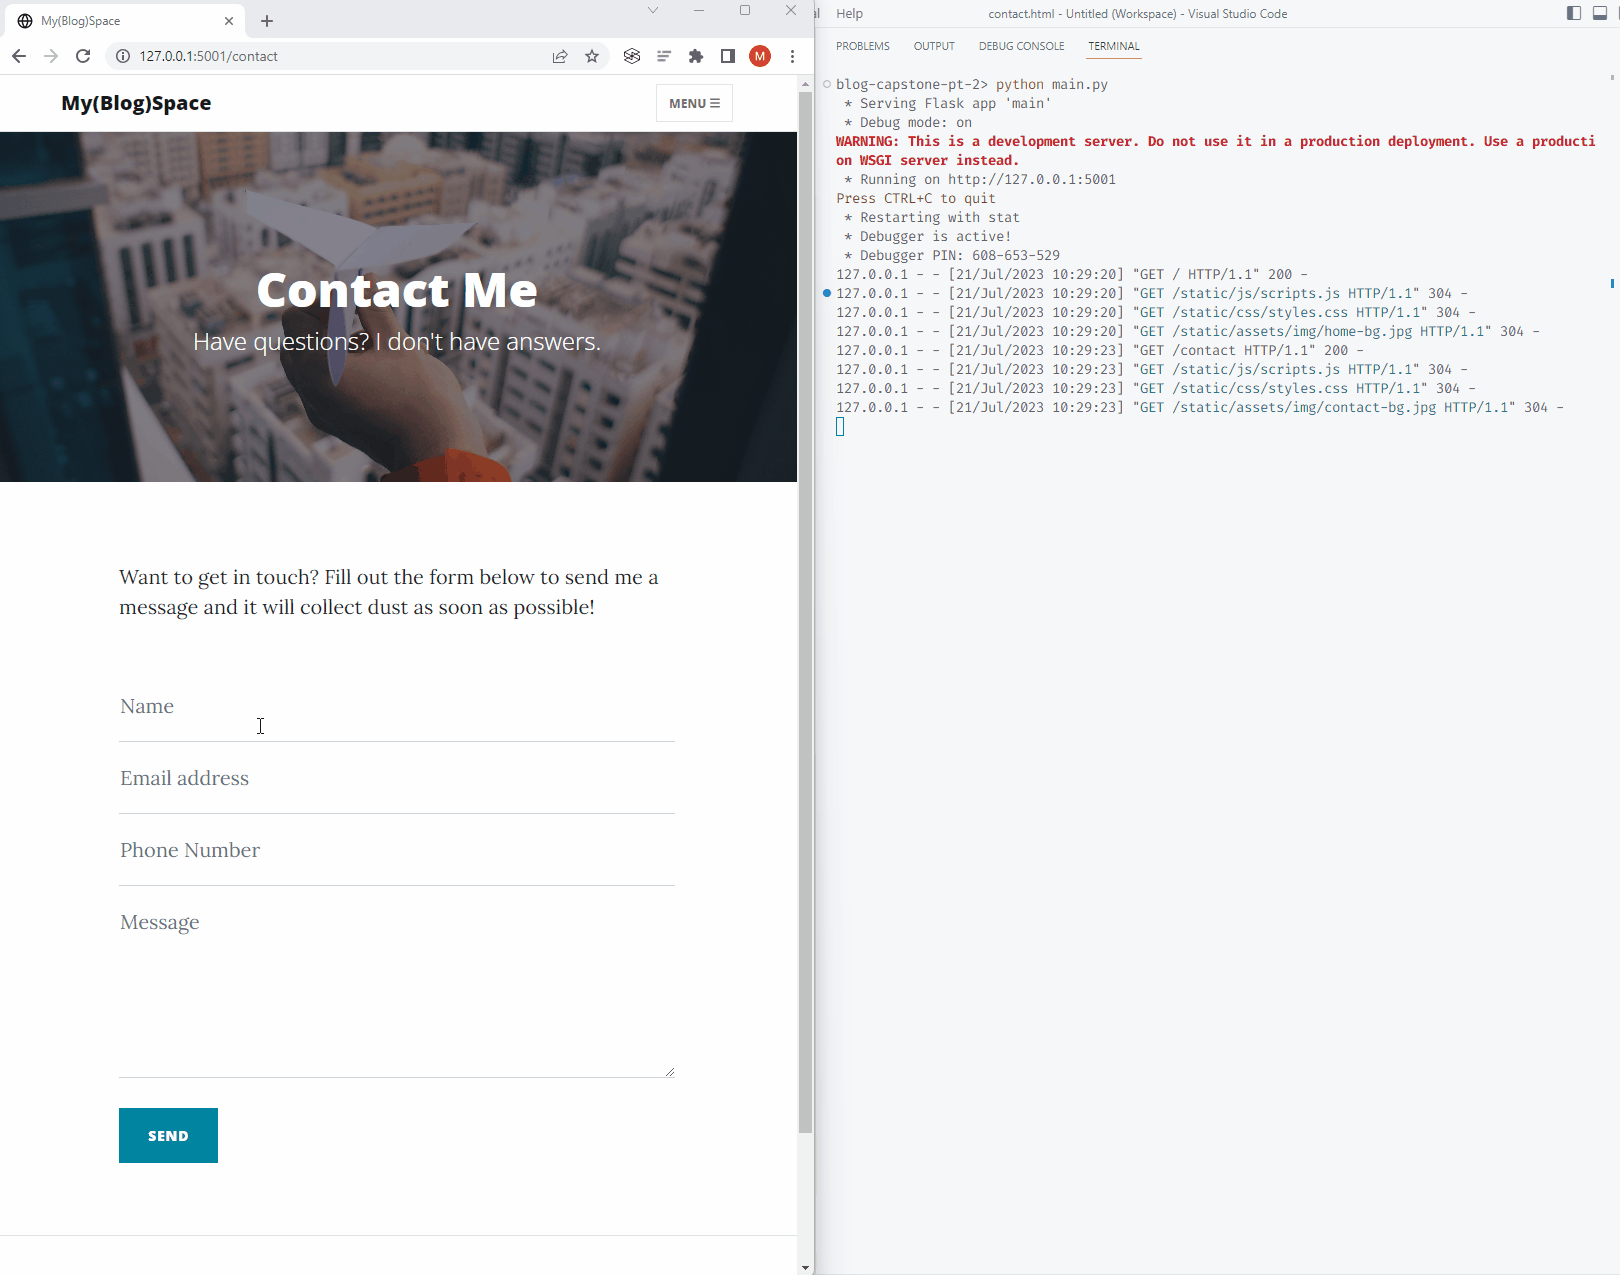 My(Blog)Space
127.0.0.1:5001/contact
M
My(Blog)Space
MENU
Contact Me
Have questions? I don't have answers.
Want to get in touch? Fill out the form below to send me a
message and it will collect dust as soon as possible!
Name
Email address
Phone Number
Message
SEND
Help
contact.html - Untitled (Workspace) - Visual Studio Code
PROBLEMS OUTPUT DEBUG CONSOLE TERMINAL
blog-capstone-pt-2> python main.py
* Serving Flask app 'main'
* Debug mode: on
WARNING: This is a development server. Do not use it in a production deployment. Use a producti
on WSGI server instead.
* Running on http://127.0.0.1:5001
Press CTRL+C to quit
* Restarting with stat
* Debugger is active!
* Debugger PIN: 608-653-529
127.0.0.1 - - [21/Jul/2023 10:29:20] "GET / HTTP/1.1" 200 -
127.0.0.1 - - [21/Jul/2023 10:29:20] "GET /static/js/scripts.js HTTP/1.1" 304 -
127.0.0.1 - - [21/Jul/2023 10:29:20] "GET /static/css/styles.css HTTP/1.1" 304 -
127.0.0.1 - - [21/Jul/2023 10:29:20] "GET /static/assets/img/home-bg.jpg HTTP/1.1" 304 -
127.0.0.1 - - [21/Jul/2023 10:29:23] "GET /contact HTTP/1.1" 200 -
127.0.0.1 - - [21/Jul/2023 10:29:23] "GET /static/js/scripts.js HTTP/1.1" 304 -
127.0.0.1 - - [21/Jul/2023 10:29:23] "GET /static/css/styles.css HTTP/1.1" 304 -
127.0.0.1 - - [21/Jul/2023 10:29:23] "GET /static/assets/img/contact-bg.jpg HTTP/1.1" 304 -